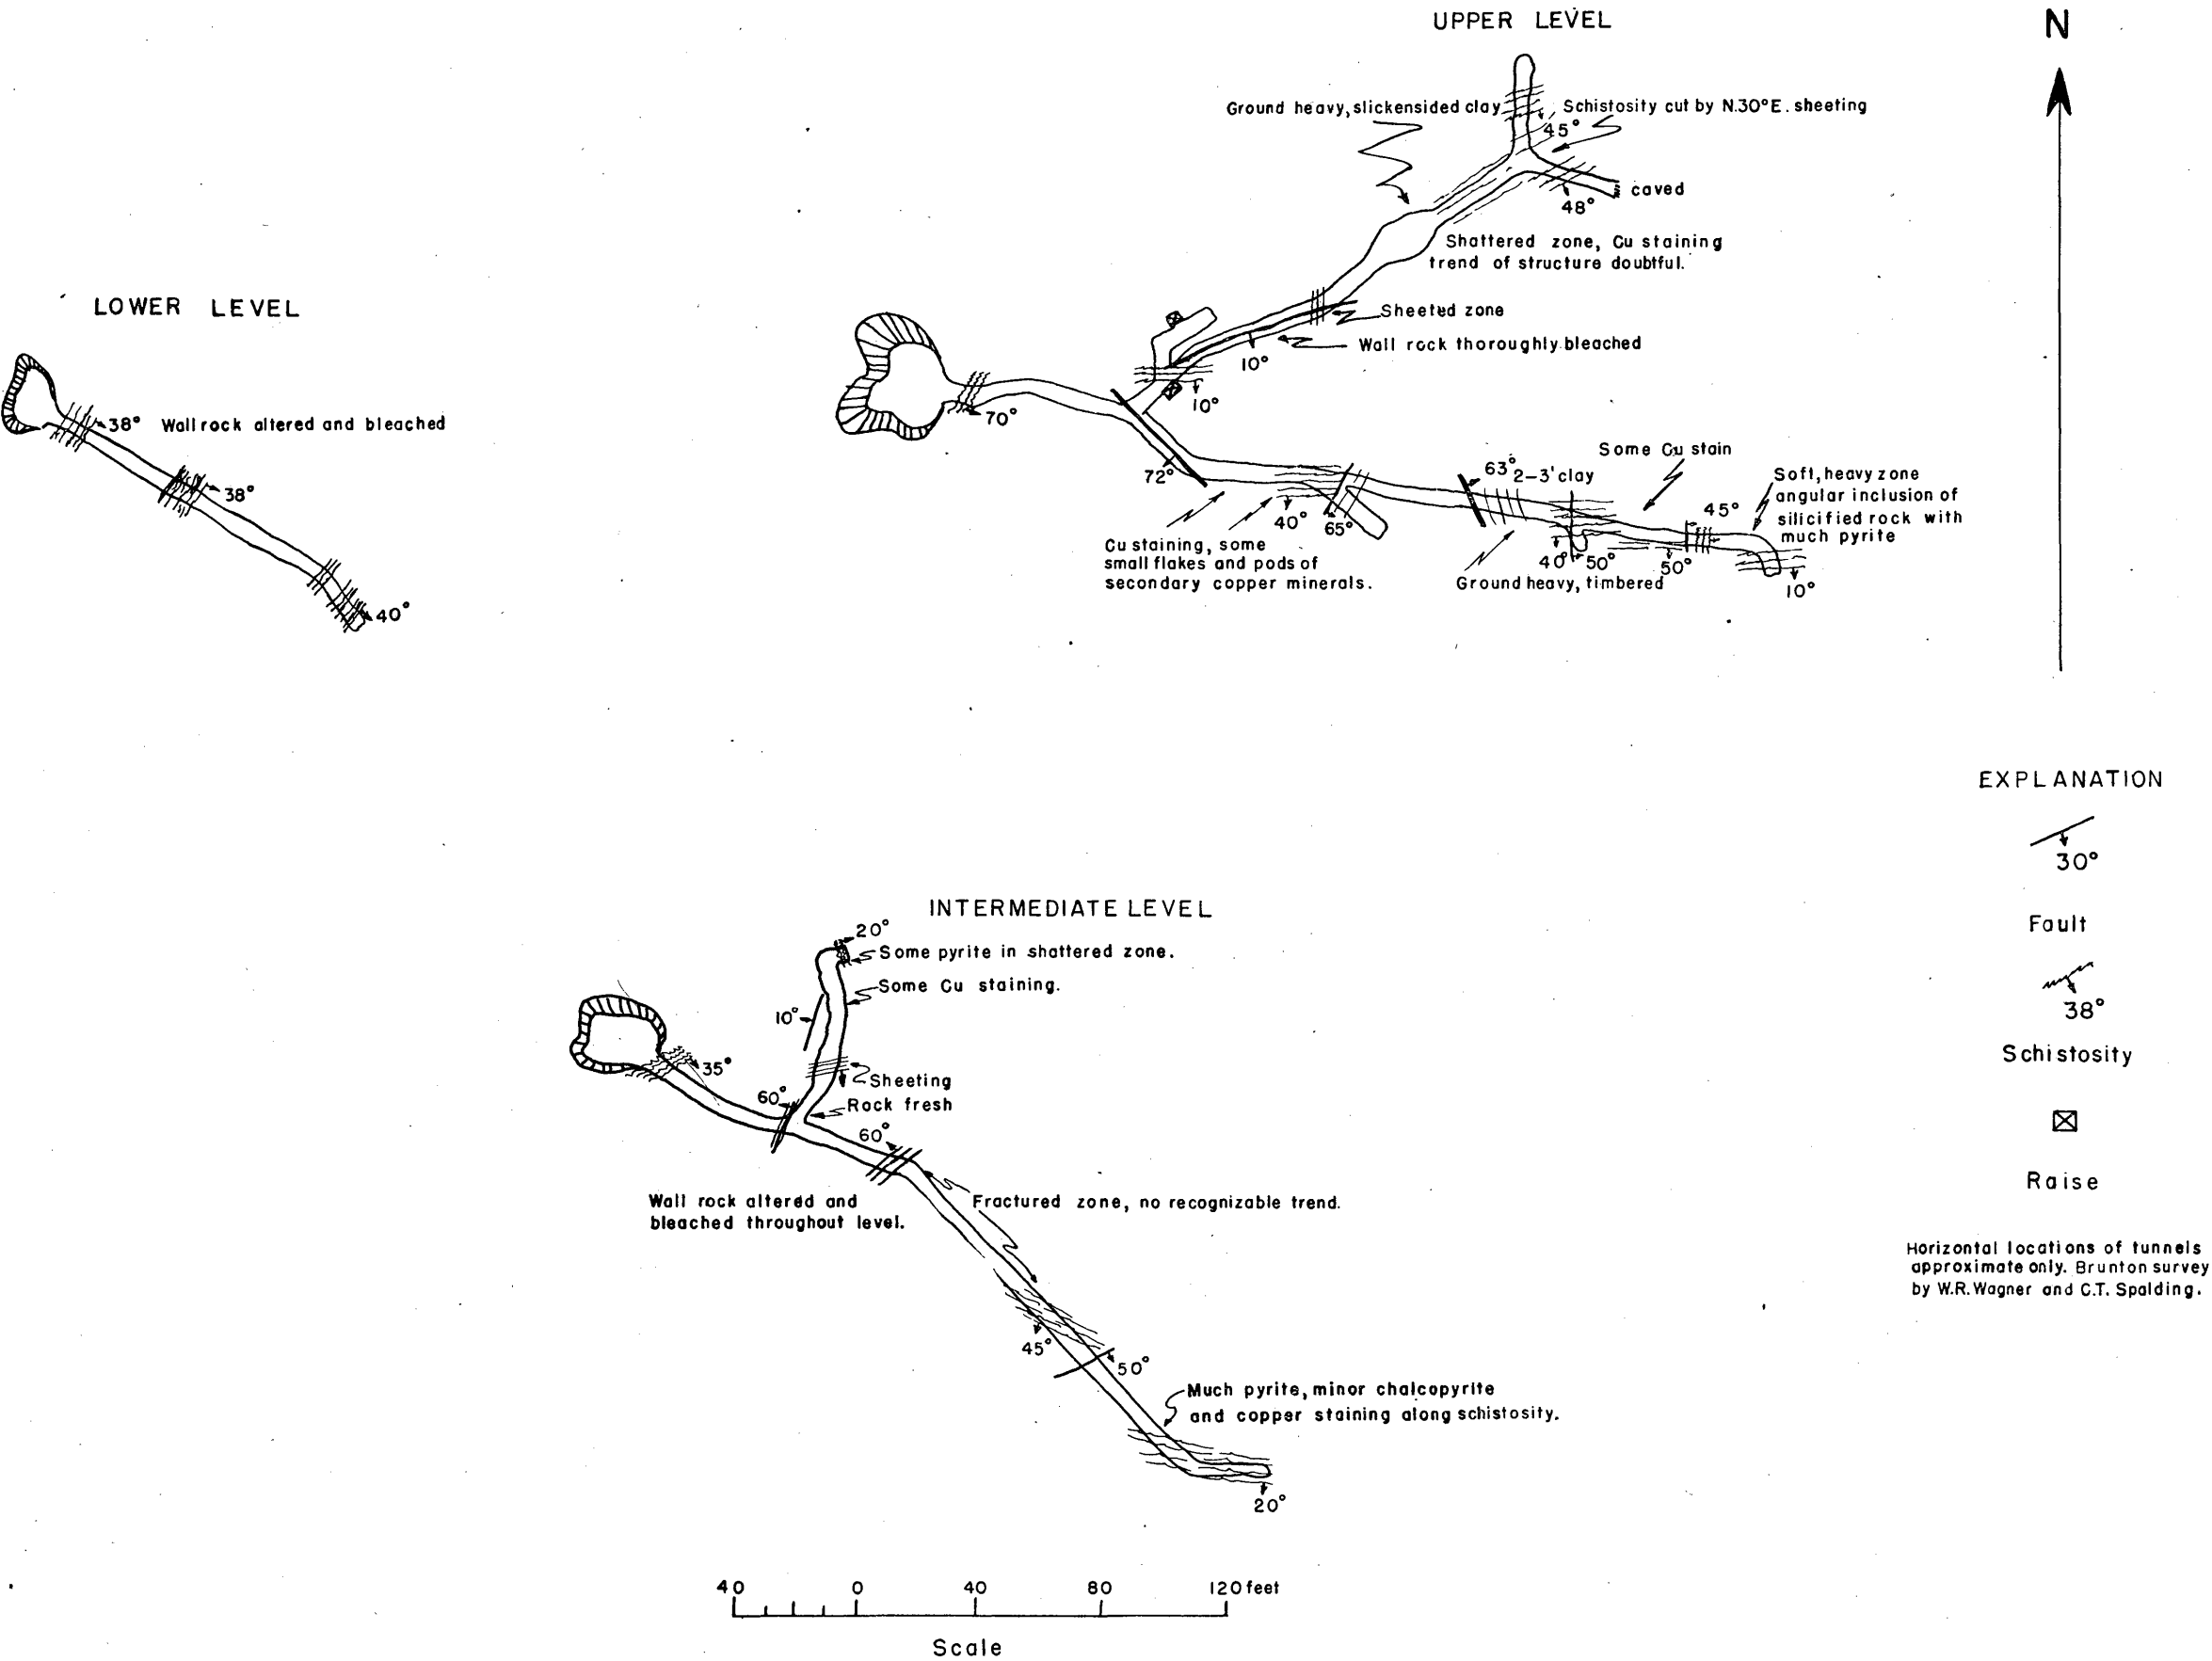 UPPER LEVEL
N
Ground heavy, slickensided clay
Schistosity cut by N.30°E. sheeting
45°
caved
48°
Shattered zone, Cu staining
trend of structure doubtful.
Sheeted zone
Wall rock thoroughly bleached
10°
10°
70°
72°
Some Cu stain
63°
2-3' clay
Soft, heavy zone
angular inclusion of
silicified rock with
much pyrite
45°
40°
65°
Cu staining, some
small flakes and pods of
secondary copper minerals.
40°
50°
50°
Ground heavy, timbered
10°
LOWER LEVEL
38°
Wall rock altered and bleached
38°
40°
EXPLANATION
30°
Fault
38°
Schistosity
Raise
Horizontal locations of tunnels
approximate only. Brunton survey
by W.R. Wagner and C.T. Spalding.
INTERMEDIATE LEVEL
20°
Some pyrite in shattered zone.
Some Cu staining.
10°
35°
Sheeting
60°
Rock fresh
60°
Wall rock altered and
bleached throughout level.
Fractured zone, no recognizable trend.
45°
50°
Much pyrite, minor chalcopyrite
and copper staining along schistosity.
20°
40 0 40 80 120 feet
Scale